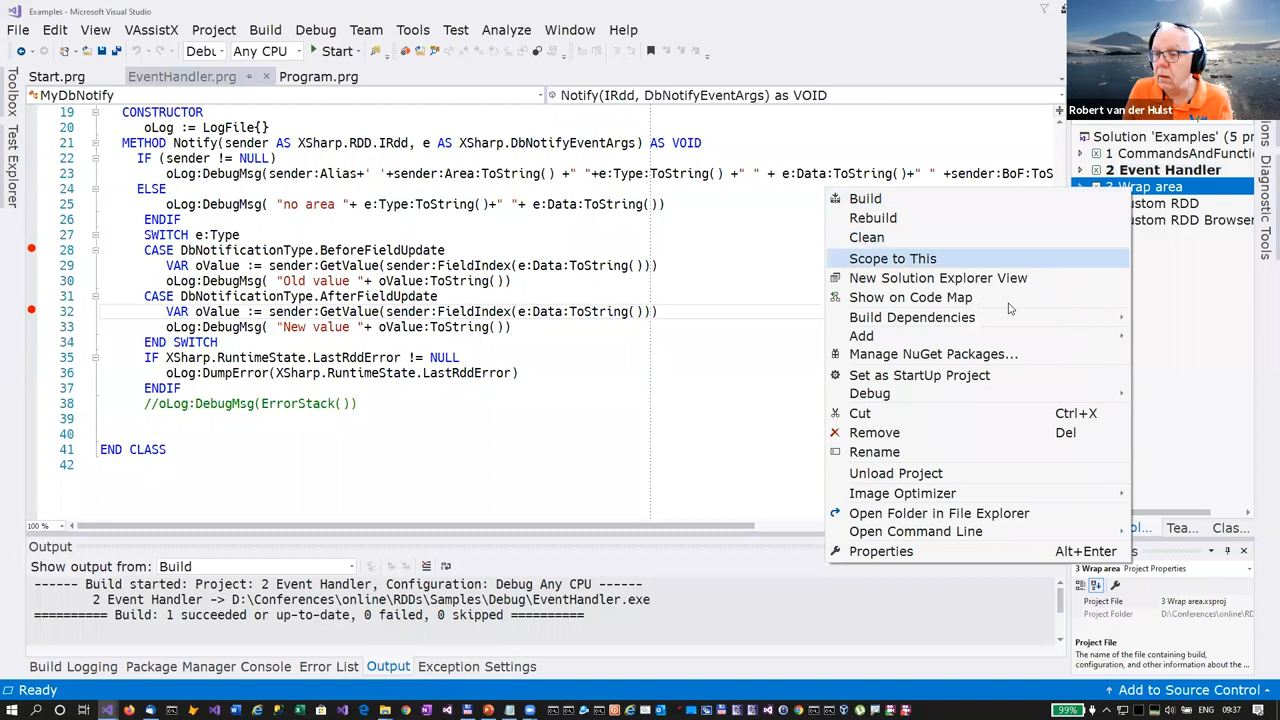 Examples - Microsoft Visual Studio
File Edit View VAssistX Project Build Debug Team Tools Test Analyze Window Help
Debu Any CPU Start
Start.prg EventHandler.prg Program.prg
MyDbNotify Notify(IRdd, DbNotifyEventArgs) as VOID
Toolbox Test Explorer
19 CONSTRUCTOR
20 oLog := LogFile{}
21 METHOD Notify(sender AS XSharp.RDD.IRdd, e AS XSharp.DbNotifyEventArgs) AS VOID
22 IF (sender != NULL)
23 oLog:DebugMsg(sender:Alias+' '+sender:Area:ToString() +" "+e:Type:ToString() +" " + e:Data:ToString()+" " +sender:BoF:ToS
24 ELSE
25 oLog:DebugMsg( "no area "+ e:Type:ToString()+" "+ e:Data:ToString())
26 ENDIF
27 SWITCH e:Type
28 CASE DbNotificationType.BeforeFieldUpdate
29 VAR oValue := sender:GetValue(sender:FieldIndex(e:Data:ToString()))
30 oLog:DebugMsg( "Old value "+ oValue:ToString())
31 CASE DbNotificationType.AfterFieldUpdate
32 VAR oValue := sender:GetValue(sender:FieldIndex(e:Data:ToString()))
33 oLog:DebugMsg( "New value "+ oValue:ToString())
34 END SWITCH
35 IF XSharp.RuntimeState.LastRddError != NULL
36 oLog:DumpError(XSharp.RuntimeState.LastRddError)
37 ENDIF
38 //oLog:DebugMsg(ErrorStack())
39
40
41 END CLASS
42
100 %
Build
Rebuild
Clean
Scope to This
New Solution Explorer View
Show on Code Map
Build Dependencies
Add
Manage NuGet Packages...
Set as StartUp Project
Debug
Cut Ctrl+X
Remove Del
Rename
Unload Project
Image Optimizer
Open Folder in File Explorer
Open Command Line
Properties Alt+Enter
Robert van der Hulst
Solution 'Examples' (5 pr
1 CommandsAndFunctio
2 Event Handler
3 Wrap area
ustom RDD
ustom RDD Browser
ions Diagnostic Tools
ol... Tea... Clas...
3 Wrap area Project Properties
Project File 3 Wrap area.xsproj
Project Folder D:\Conferences\online\RD
Project File
The name of the file containing build,
configuration, and other information about the ...
Output
Show output from: Build
------ Build started: Project: 2 Event Handler, Configuration: Debug Any CPU ------
2 Event Handler -> D:\Conferences\online\RDDs\Samples\Debug\EventHandler.exe
========== Build: 1 succeeded or up-to-date, 0 failed, 0 skipped ==========
Build Logging Package Manager Console Error List Output Exception Settings
Ready Add to Source Control
99% ENG 09:37